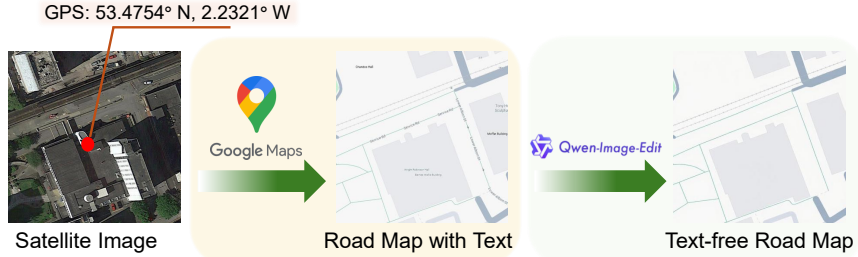 GPS: 53.4754° N, 2.2321° W
Google Maps
Qwen-Image-Edit
Satellite Image
Road Map with Text
Text-free Road Map